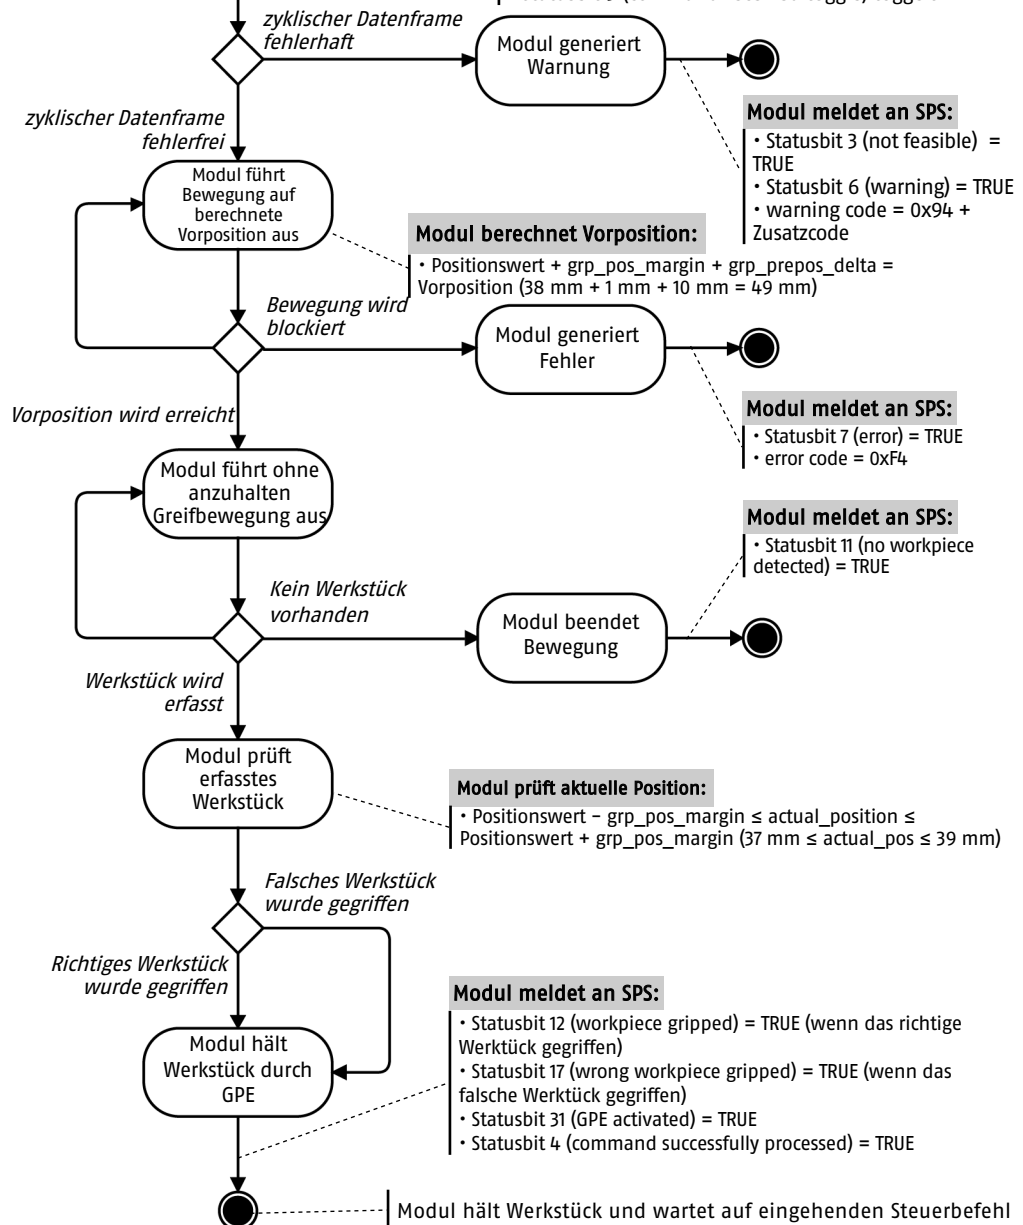 zyklischer Datenframe
fehlerhaft
Modul generiert
Warnung
zyklischer Datenframe
fehlerfrei
Modul meldet an SPS:
• Statusbit 3 (not feasible) =
TRUE
• Statusbit 6 (warning) = TRUE
• warning code = 0x94 +
Zusatzcode
Modul führt
Bewegung auf
berechnete
Vorposition aus
Modul berechnet Vorposition:
• Positionswert + grp_pos_margin + grp_prepos_delta =
Vorposition (38 mm + 1 mm + 10 mm = 49 mm)
Bewegung wird
blockiert
Modul generiert
Fehler
Vorposition wird erreicht
Modul meldet an SPS:
• Statusbit 7 (error) = TRUE
• error code = 0xF4
Modul führt ohne
anzuhalten
Greifbewegung aus
Modul meldet an SPS:
• Statusbit 11 (no workpiece
detected) = TRUE
Kein Werkstück
vorhanden
Modul beendet
Bewegung
Werkstück wird
erfasst
Modul prüft
erfasstes
Werkstück
Modul prüft aktuelle Position:
• Positionswert - grp_pos_margin ≤ actual_position ≤
Positionswert + grp_pos_margin (37 mm ≤ actual_pos ≤ 39 mm)
Falsches Werkstück
wurde gegriffen
Richtiges Werkstück
wurde gegriffen
Modul hält
Werkstück durch
GPE
Modul meldet an SPS:
• Statusbit 12 (workpiece gripped) = TRUE (wenn das richtige
Werktück gegriffen)
• Statusbit 17 (wrong workpiece gripped) = TRUE (wenn das
falsche Werktück gegriffen)
• Statusbit 31 (GPE activated) = TRUE
• Statusbit 4 (command successfully processed) = TRUE
Modul hält Werkstück und wartet auf eingehenden Steuerbefehl